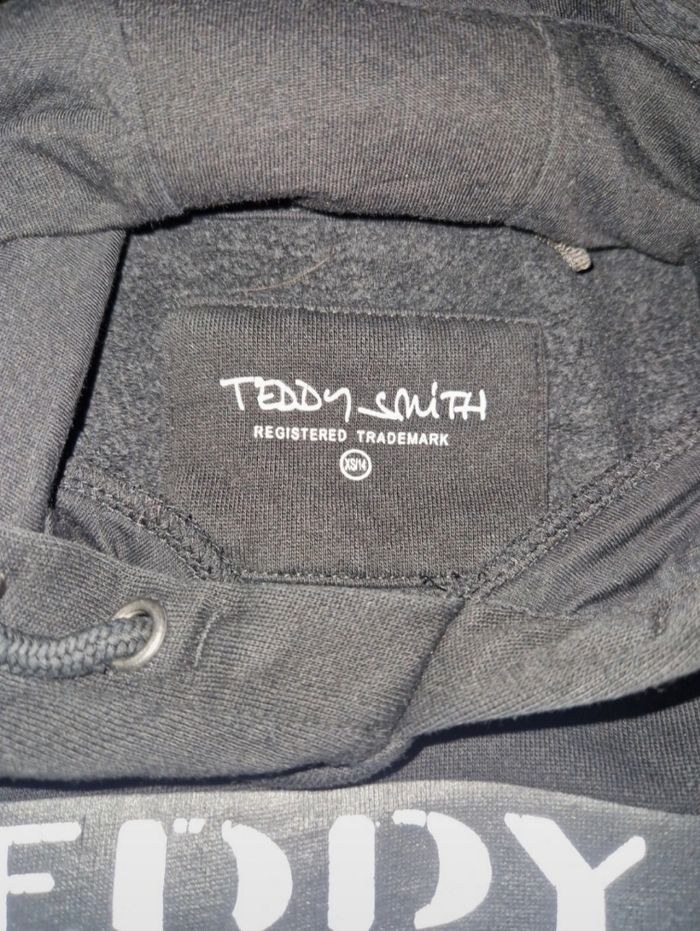 TEDDY SMITH
REGISTERED TRADEMARK
XS/14
EDDY